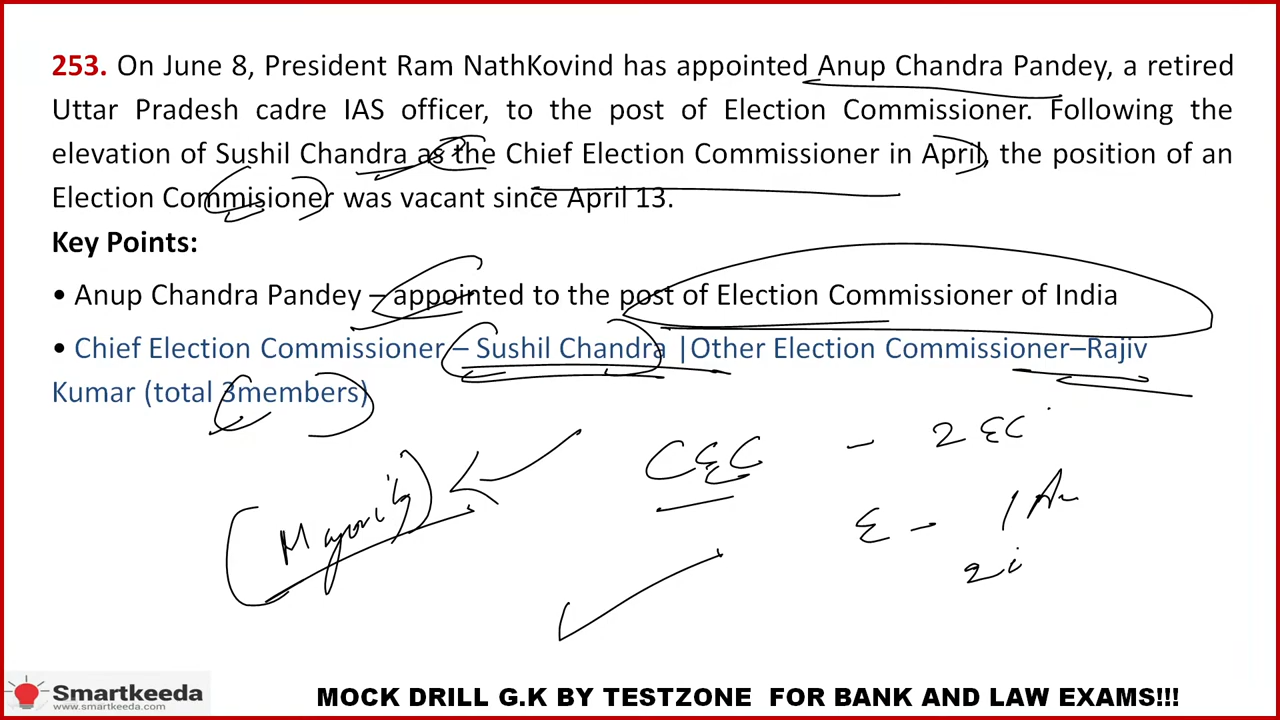 253. On June 8, President Ram NathKovind has appointed Anup Chandra Pandey, a retired
Uttar Pradesh cadre IAS officer, to the post of Election Commissioner. Following the
elevation of Sushil Chandra as the Chief Election Commissioner in April, the position of an
Election Commisioner was vacant since April 13.
Key Points:
• Anup Chandra Pandey – appointed to the post of Election Commissioner of India
• Chief Election Commissioner – Sushil Chandra |Other Election Commissioner–Rajiv
Kumar (total 3members)
CEC - 2 EC
(Majority)
Smartkeeda
www.smartkeeda.com
MOCK DRILL G.K BY TESTZONE FOR BANK AND LAW EXAMS!!!